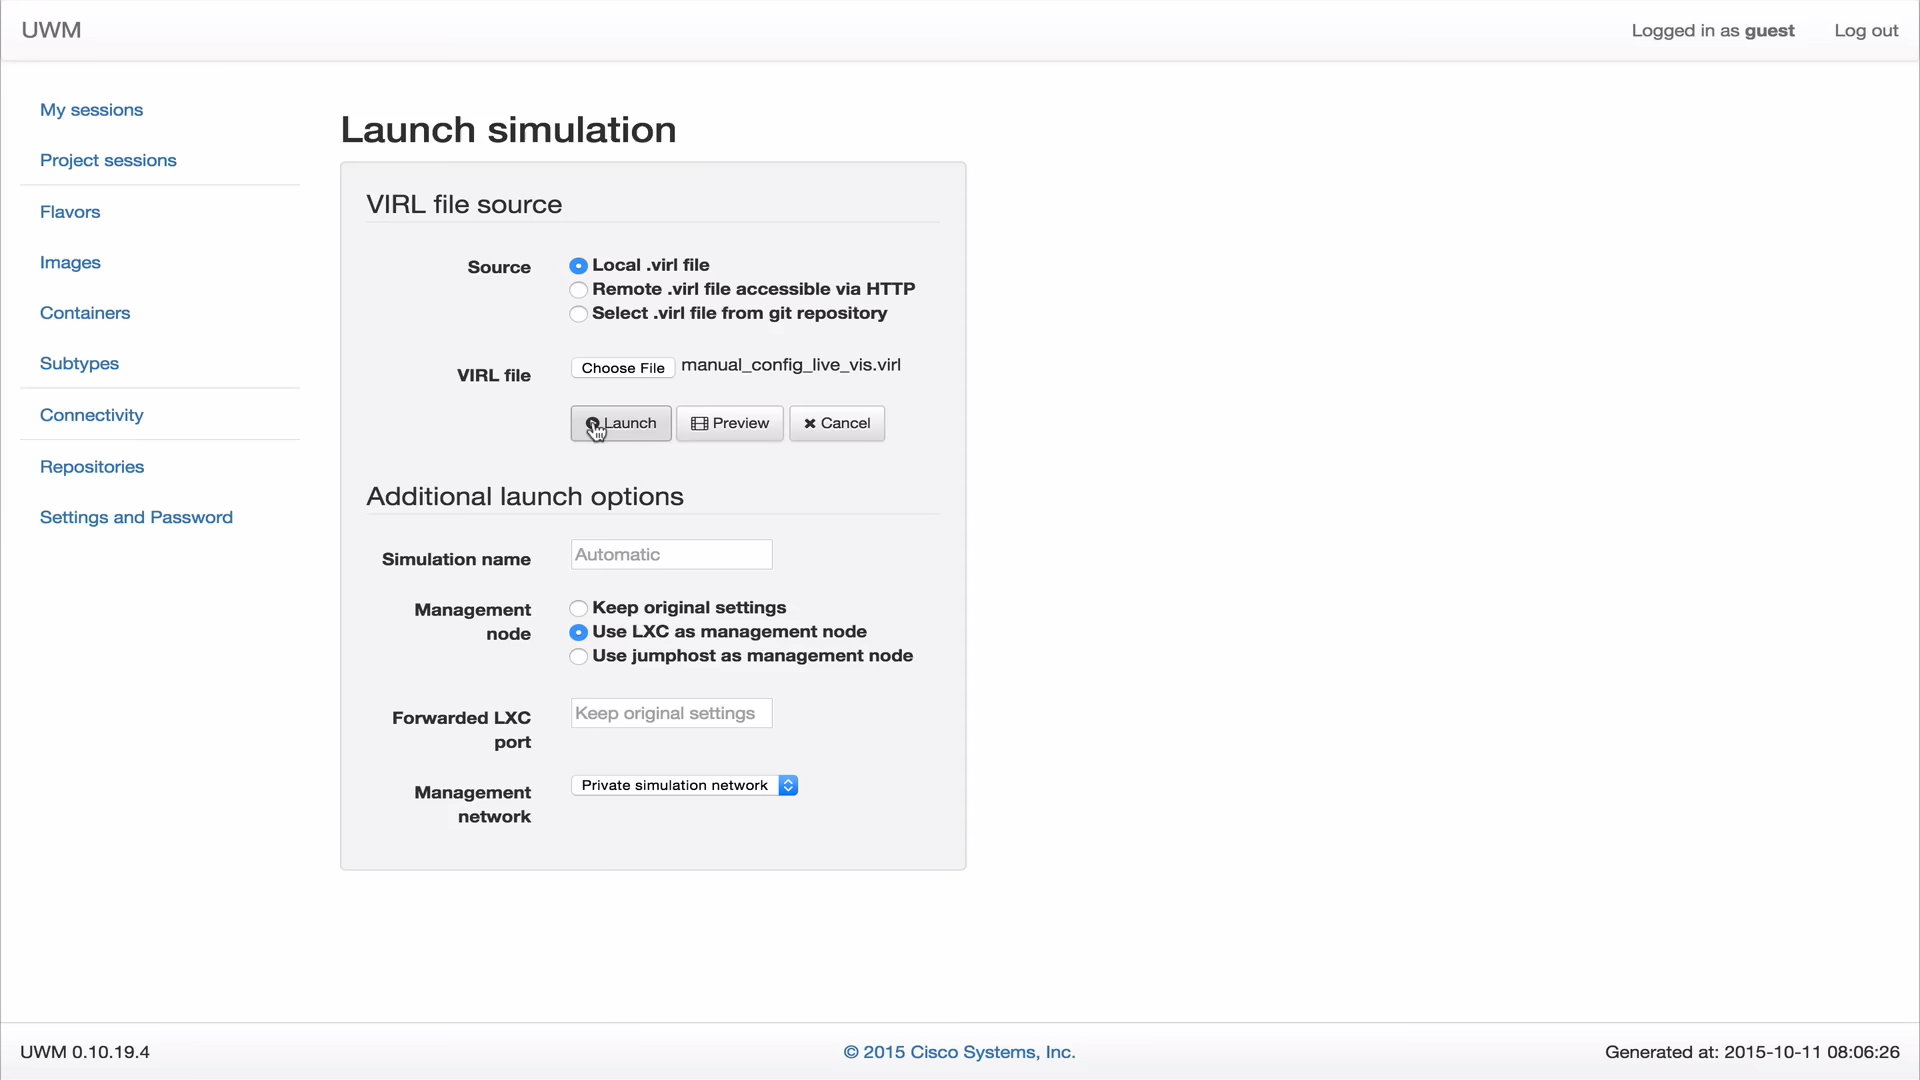 UWM
Logged in as guest
Log out
My sessions
Project sessions
Flavors
Images
Containers
Subtypes
Connectivity
Repositories
Settings and Password
Launch simulation
VIRL file source
Source
Local .virl file
Remote .virl file accessible via HTTP
Select .virl file from git repository
VIRL file
Choose File manual_config_live_vis.virl
Launch
Preview
Cancel
Additional launch options
Simulation name
Automatic
Management
node
Keep original settings
Use LXC as management node
Use jumphost as management node
Forwarded LXC
port
Keep original settings
Management
network
Private simulation network
UWM 0.10.19.4
© 2015 Cisco Systems, Inc.
Generated at: 2015-10-11 08:06:26